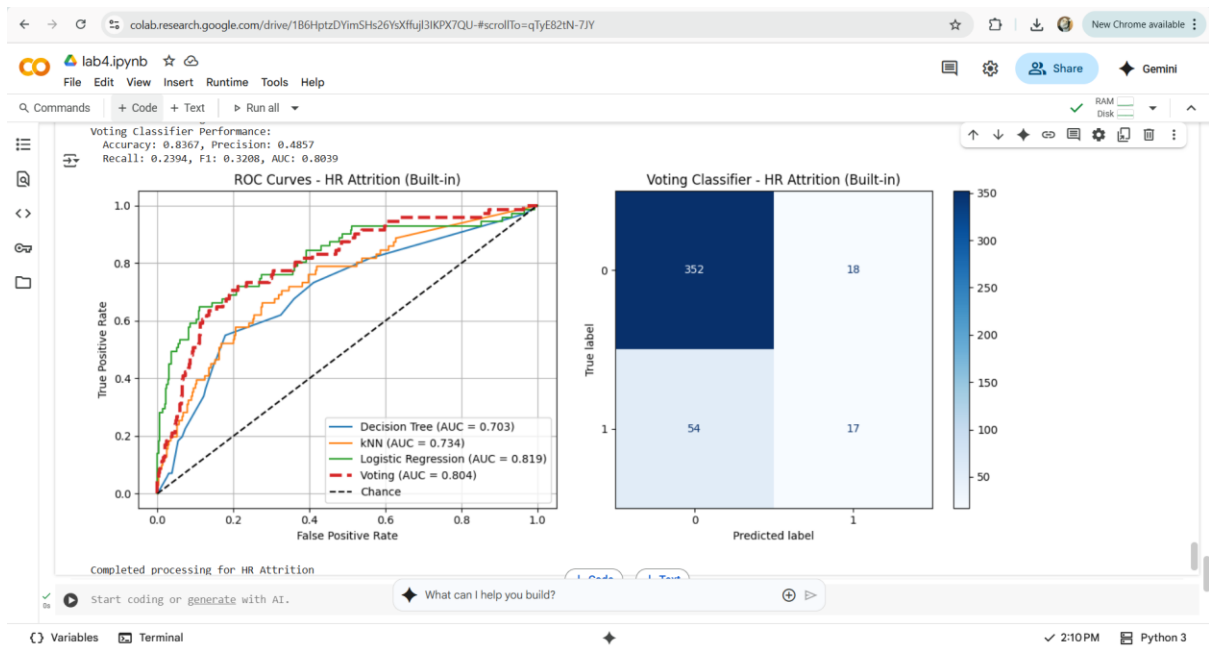 colab.research.google.com/drive/1B6HptzDYimSHs26YsXffujl3IKPX7QU-#scrollTo=qTyE82tN-7JY
New Chrome available
lab4.ipynb
File Edit View Insert Runtime Tools Help
Share
Gemini
Commands + Code + Text Run all
RAM
Disk
Voting Classifier Performance:
Accuracy: 0.8367, Precision: 0.4857
Recall: 0.2394, F1: 0.3208, AUC: 0.8039
ROC Curves - HR Attrition (Built-in)
True Positive Rate
1.0
0.8
0.6
0.4
0.2
0.0
Decision Tree (AUC = 0.703)
kNN (AUC = 0.734)
Logistic Regression (AUC = 0.819)
Voting (AUC = 0.804)
Chance
0.0 0.2 0.4 0.6 0.8 1.0
False Positive Rate
Voting Classifier - HR Attrition (Built-in)
True label
0
1
352 18
54 17
0 1
Predicted label
350
300
250
200
150
100
50
Completed processing for HR Attrition
+ Code + Text
0s
Start coding or generate with AI.
What can I help you build?
{} Variables Terminal
2:10 PM Python 3